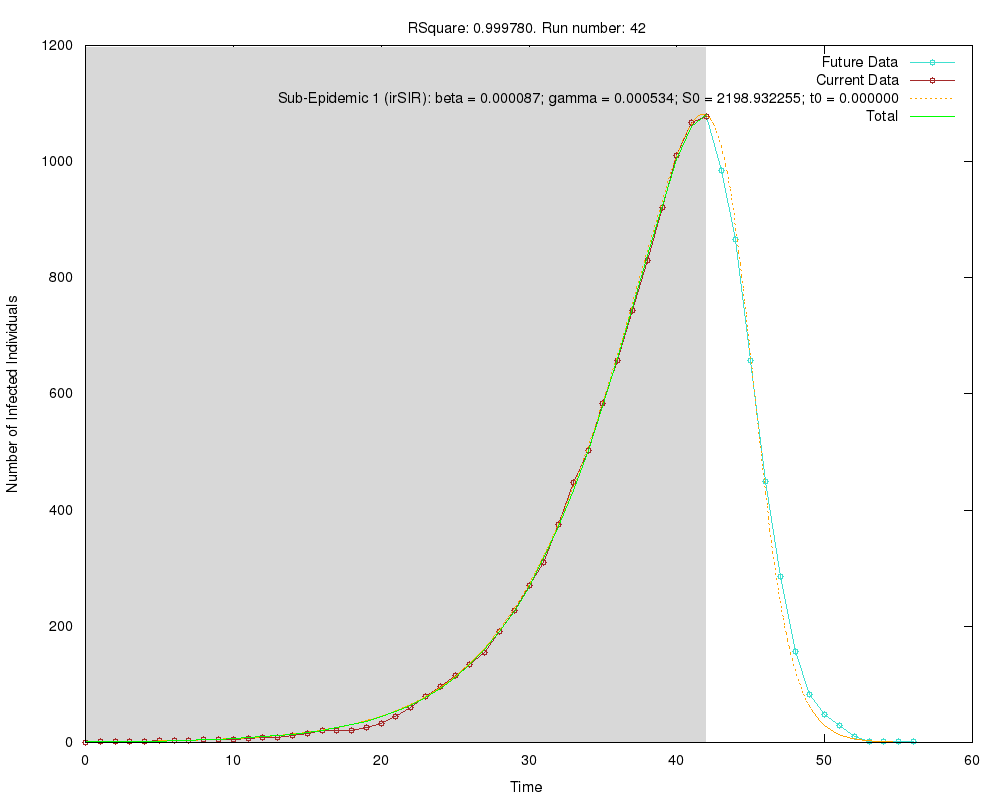 RSquare: 0.999780. Run number: 42
1200
1000
800
600
400
200
0
Number of Infected Individuals
Future Data
Current Data
Sub-Epidemic 1 (irSIR): beta = 0.000087; gamma = 0.000534; S0 = 2198.932255; t0 = 0.000000
Total
0 10 20 30 40 50 60
Time